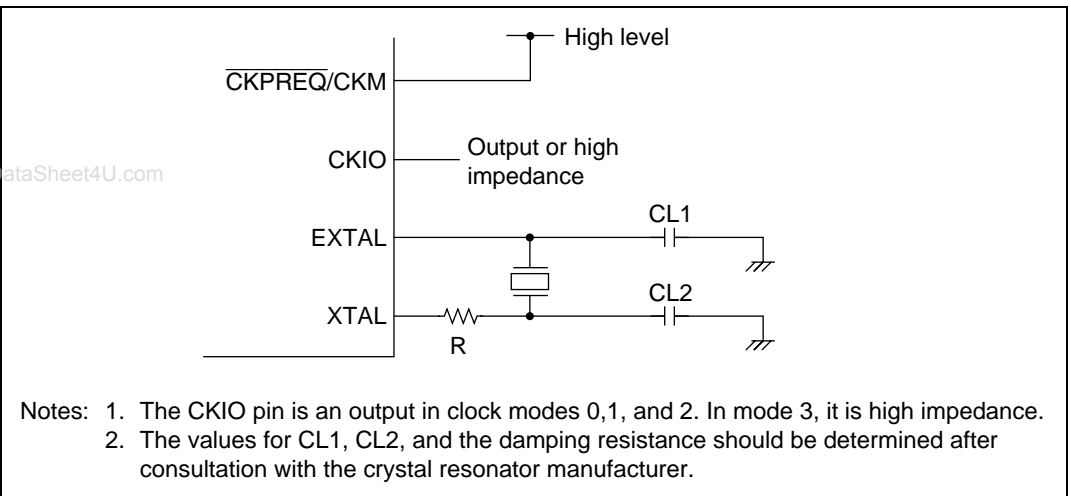 High level
CKPREQ/CKM
CKIO
Output or high
impedance
ataSheet4U.com
CL1
EXTAL
CL2
XTAL
R
Notes: 1. The CKIO pin is an output in clock modes 0,1, and 2. In mode 3, it is high impedance.
2. The values for CL1, CL2, and the damping resistance should be determined after
consultation with the crystal resonator manufacturer.